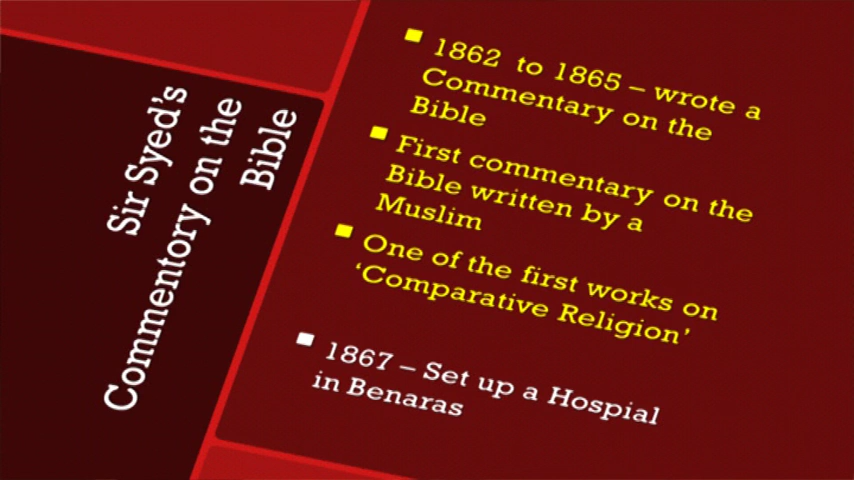 Sir Syed's
Commentory on the
Bible
1862 to 1865 – wrote a
Commentary on the
Bible
First commentary on the
Bible written by a
Muslim
One of the first works on
'Comparative Religion'
1867 – Set up a Hospial
in Benaras